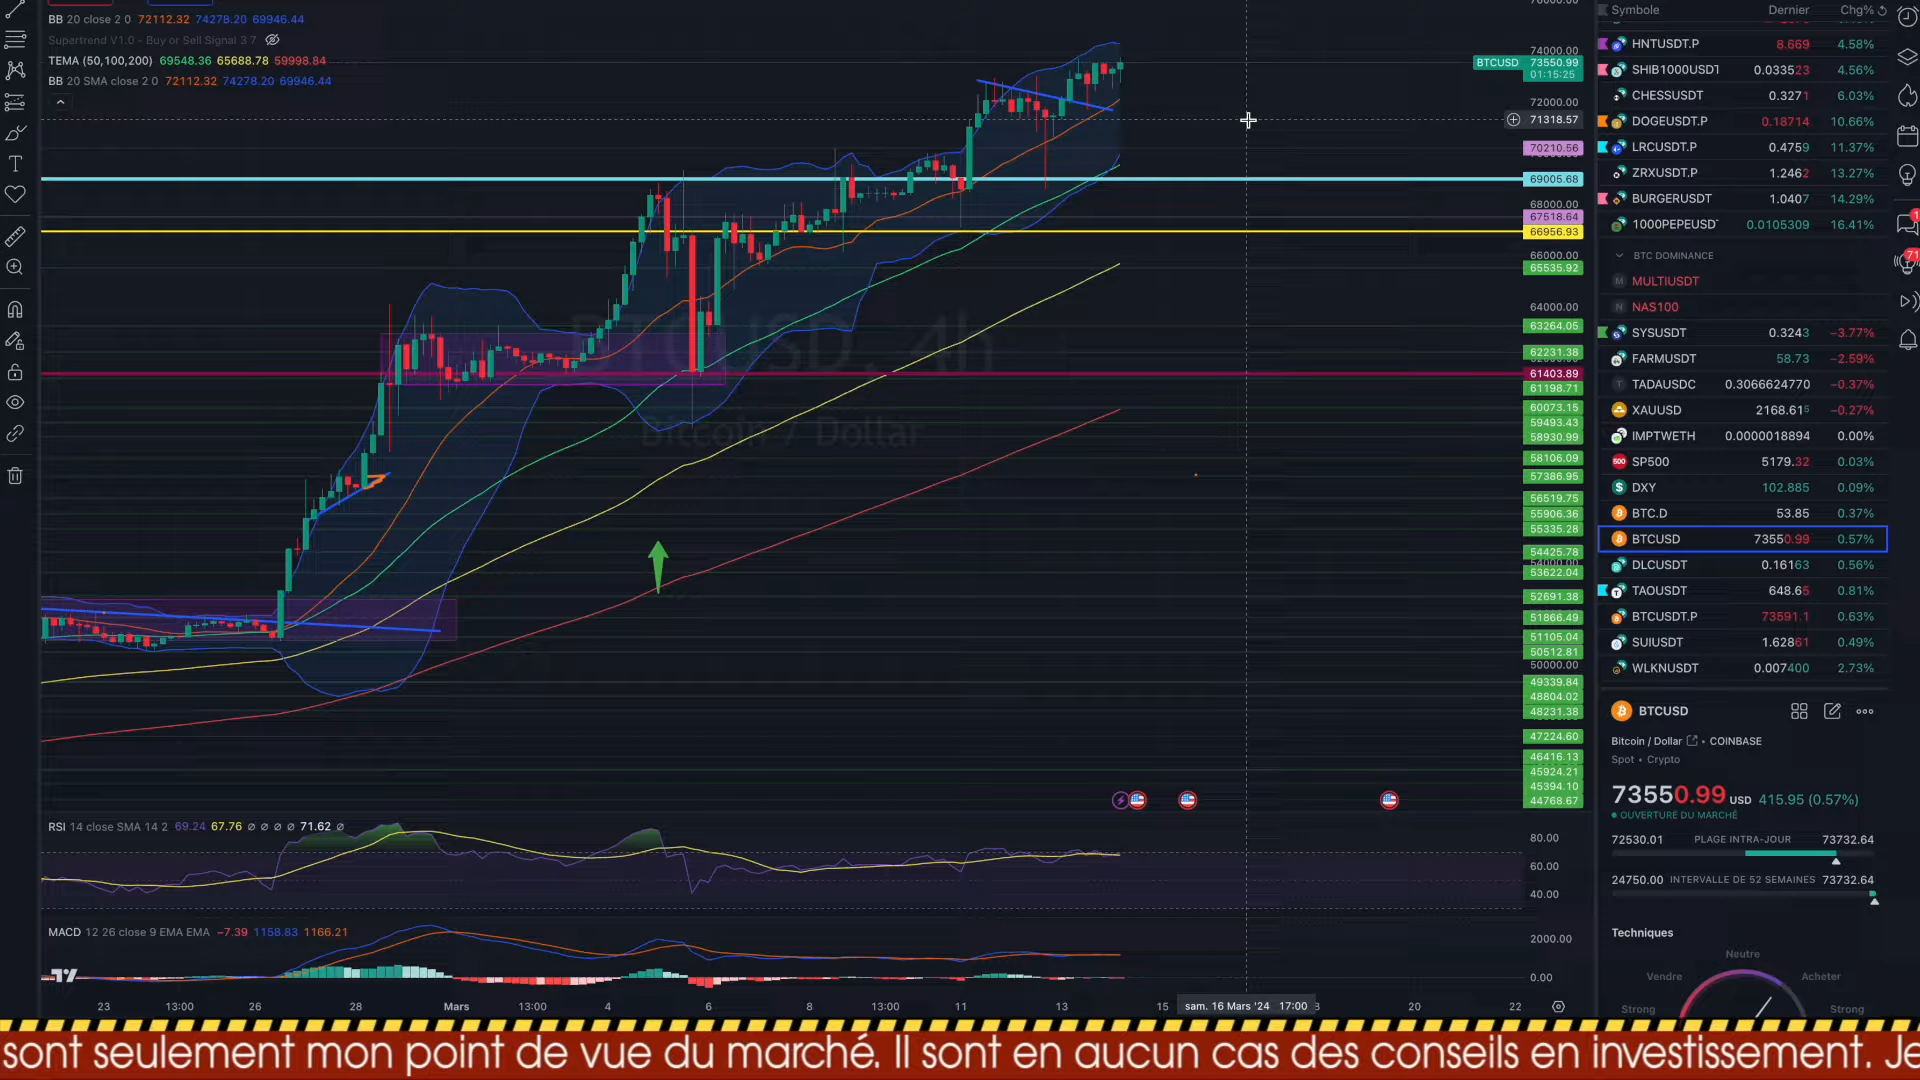 BB 20 close 2 0 72112.32 74278.20 69946.44
Supertrend V1.0 - Buy or Sell Signal 3 7
TEMA (50,100,200) 69548.36 65688.78 59998.84
BB 20 SMA close 2 0 72112.32 74278.20 69946.44
BTCUSD, 4h
Bitcoin / Dollar
74000.00
BTCUSD 73550.99
01:15:25
72000.00
71318.57
70210.56
69005.68
68000.00
67518.64
66956.93
66000.00
65535.92
64000.00
63264.05
62231.38
61403.89
61198.71
60073.15
59493.43
58930.99
58106.09
57386.95
56519.75
55906.36
55335.28
54425.78
53622.04
52691.38
51866.49
51105.04
50512.81
50000.00
49339.84
48804.02
48231.38
47224.60
46416.13
45924.21
45394.10
44768.67
RSI 14 close SMA 14 2 69.24 67.76 ∅ ∅ ∅ ∅ 71.62 ∅
80.00
60.00
40.00
MACD 12 26 close 9 EMA EMA −7.39 1158.83 1166.21
2000.00
0.00
23 13:00 26 28 Mars 13:00 4 6 8 13:00 11 13 15 sam. 16 Mars '24 17:00 20 22
Symbole Dernier Chg%
HNTUSDT.P 8.669 4.58%
SHIB1000USDT 0.033523 4.56%
CHESSUSDT 0.3271 6.03%
DOGEUSDT.P 0.18714 10.66%
LRCUSDT.P 0.4759 11.37%
ZRXUSDT.P 1.2462 13.27%
BURGERUSDT 1.0407 14.29%
1000PEPEUSD 0.0105309 16.41%
BTC DOMINANCE
M MULTIUSDT
N NAS100
SYSUSDT 0.3243 −3.77%
FARMUSDT 58.73 −2.59%
T TADAUSDC 0.3066624770 −0.37%
XAUUSD 2168.615 −0.27%
IMPTWETH 0.0000018894 0.00%
500 SP500 5179.32 0.03%
$ DXY 102.885 0.09%
BTC.D 53.85 0.37%
BTCUSD 73550.99 0.57%
DLCUSDT 0.16163 0.56%
TAOUSDT 648.65 0.81%
BTCUSDT.P 73591.1 0.63%
SUIUSDT 1.62861 0.49%
WLKNUSDT 0.007400 2.73%
BTCUSD
Bitcoin / Dollar • COINBASE
Spot • Crypto
73550.99 USD 415.95 (0.57%)
OUVERTURE DU MARCHÉ
72530.01 PLAGE INTRA-JOUR 73732.64
24750.00 INTERVALLE DE 52 SEMAINES 73732.64
Techniques
Neutre
Vendre Acheter
Strong Strong
71
sont seulement mon point de vue du marché. Il sont en aucun cas des conseils en investissement. Je